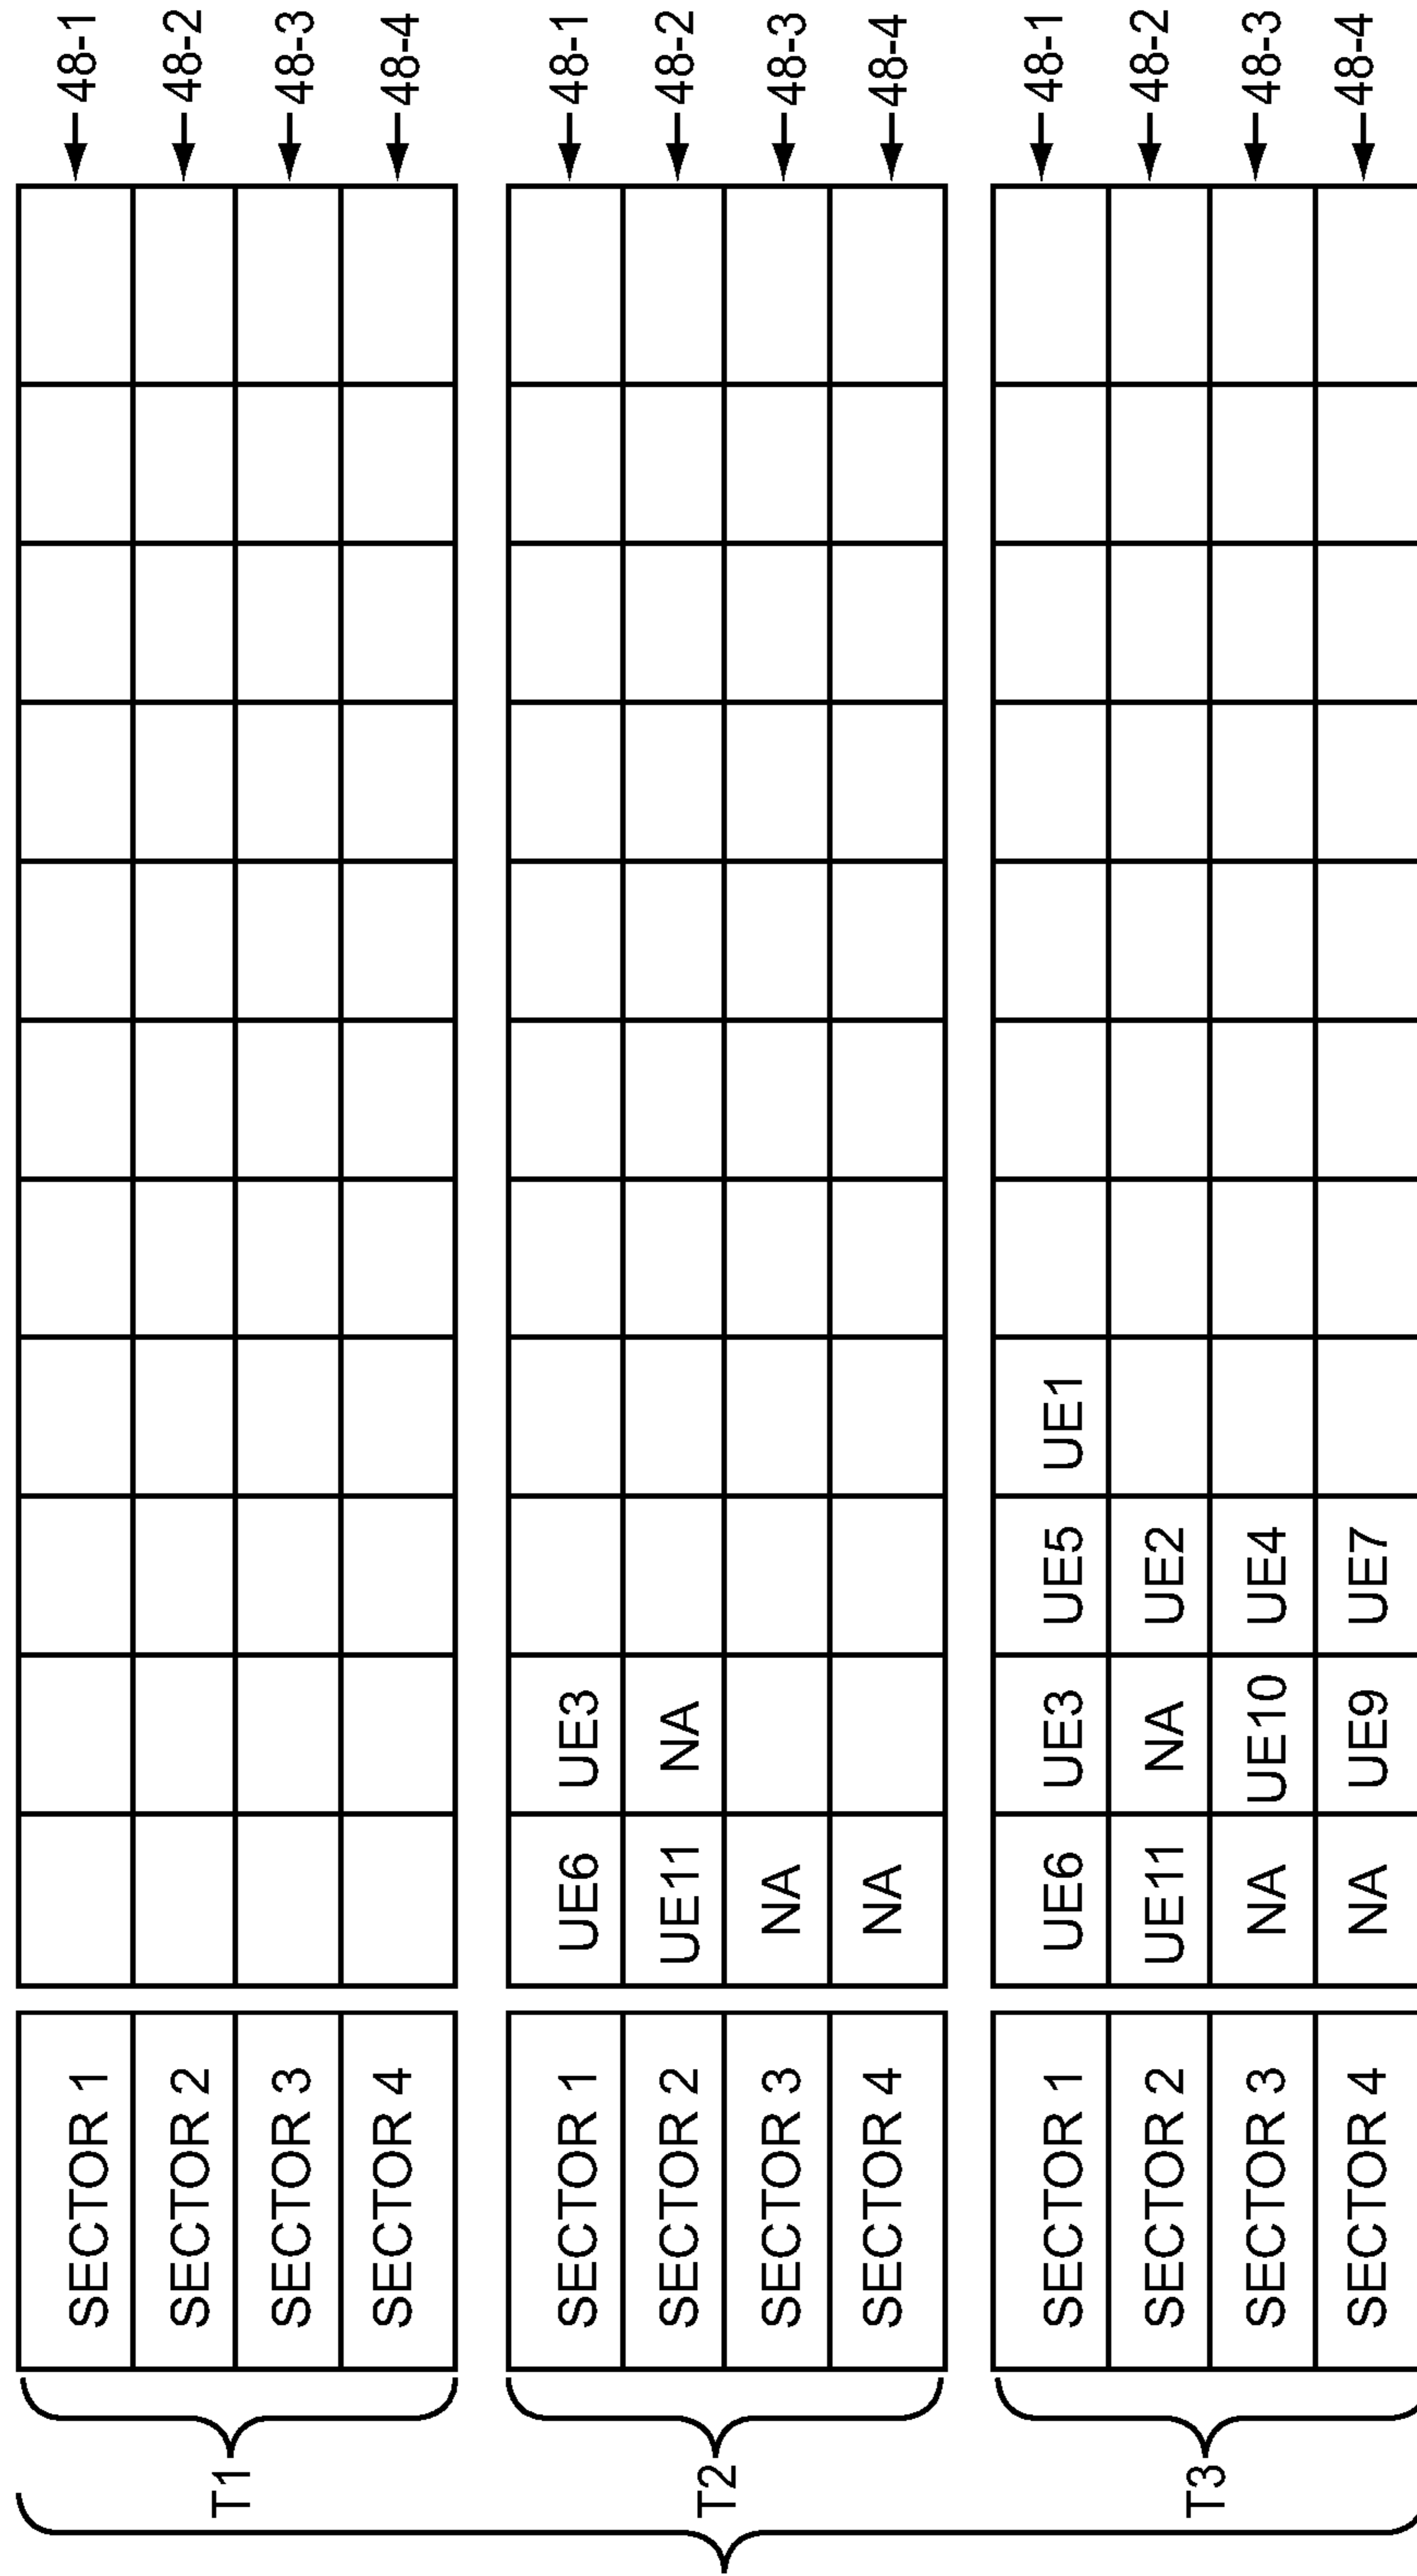 T1
SECTOR 1 48-1
SECTOR 2 48-2
SECTOR 3 48-3
SECTOR 4 48-4
T2
SECTOR 1 UE6 UE3 48-1
SECTOR 2 UE11 NA 48-2
SECTOR 3 NA 48-3
SECTOR 4 NA 48-4
T3
SECTOR 1 UE6 UE3 UE5 UE1 48-1
SECTOR 2 UE11 NA UE2 48-2
SECTOR 3 NA UE10 UE4 48-3
SECTOR 4 NA UE9 UE7 48-4